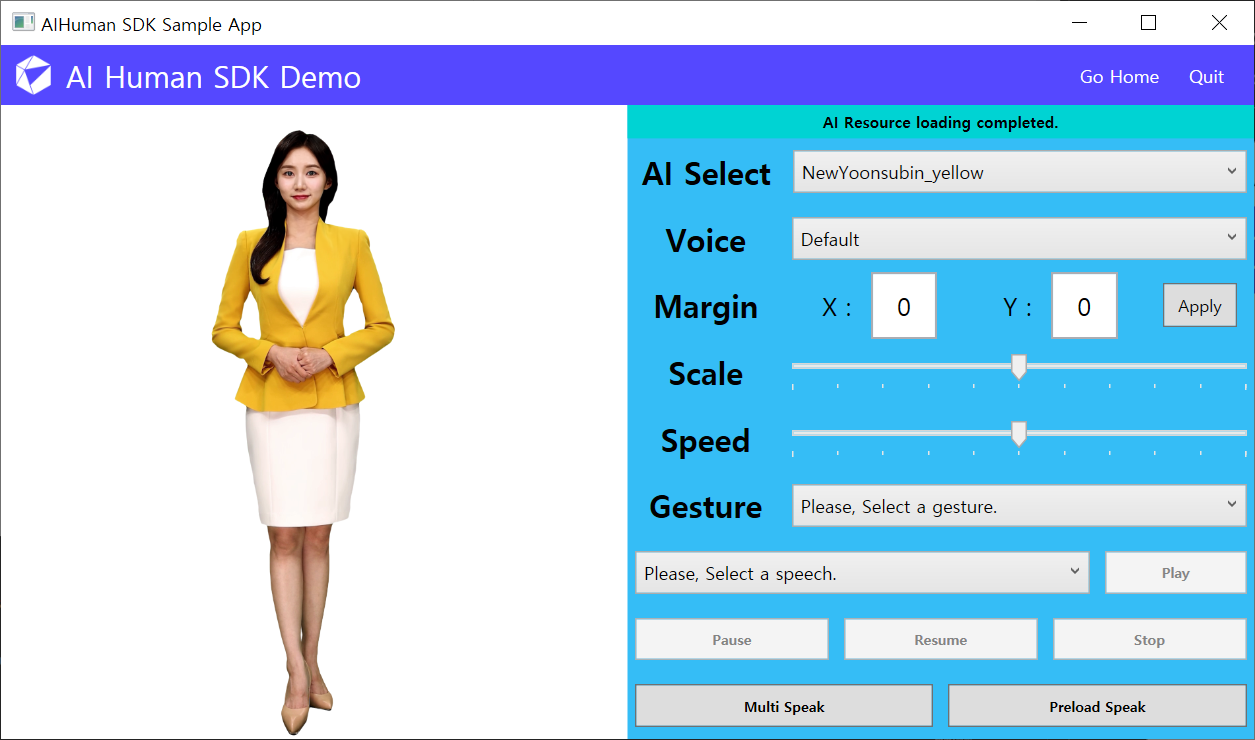 AIHuman SDK Sample App
AI Human SDK Demo
Go Home Quit
AI Resource loading completed.
AI Select NewYoonsubin_yellow
Voice Default
Margin X : 0 Y : 0 Apply
Scale
Speed
Gesture Please, Select a gesture.
Please, Select a speech. Play
Pause Resume Stop
Multi Speak Preload Speak